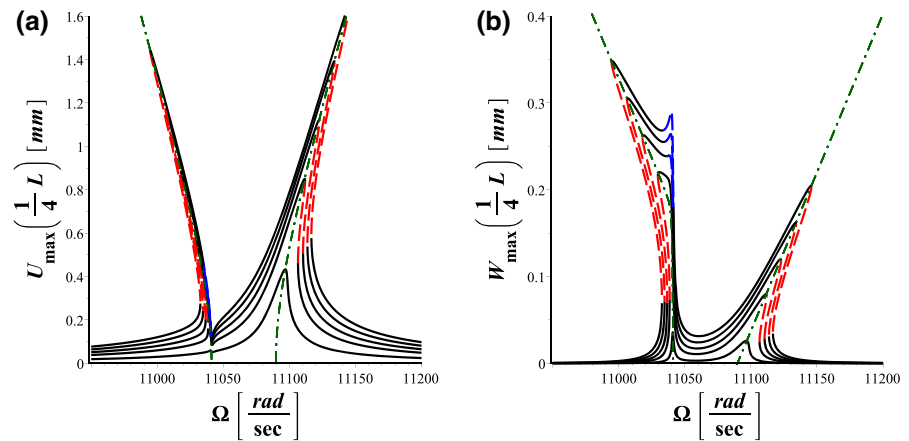 (a)
1.6
1.4
1.2
1
0.8
0.6
0.4
0.2
0
U_max(1/4 L) [mm]
11000 11050 11100 11150 11200
Ω [rad/sec]
(b)
0.4
0.3
0.2
0.1
0
W_max(1/4 L) [mm]
11000 11050 11100 11150 11200
Ω [rad/sec]